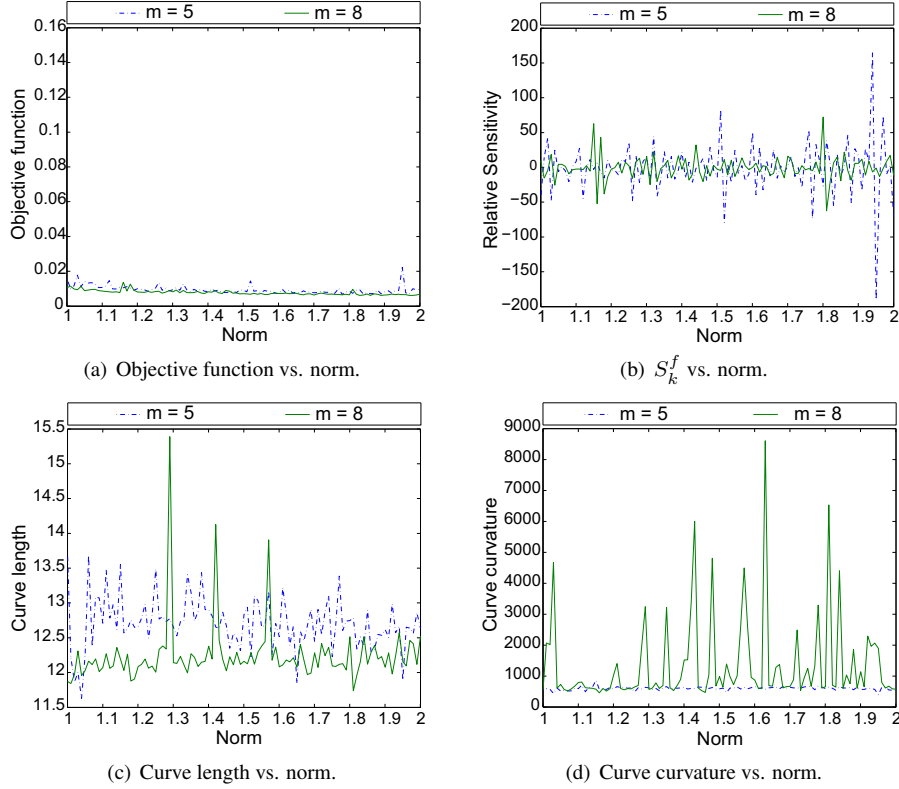 m = 5 m = 8
0.16
0.14
0.12
0.1
0.08
0.06
0.04
0.02
0
Objective function
1 1.1 1.2 1.3 1.4 1.5 1.6 1.7 1.8 1.9 2
Norm
(a) Objective function vs. norm.
m = 5 m = 8
200
150
100
50
0
−50
−100
−150
−200
Relative Sensitivity
1 1.1 1.2 1.3 1.4 1.5 1.6 1.7 1.8 1.9 2
Norm
(b) S_k^f vs. norm.
m = 5 m = 8
15.5
15
14.5
14
13.5
13
12.5
12
11.5
Curve length
1 1.1 1.2 1.3 1.4 1.5 1.6 1.7 1.8 1.9 2
Norm
(c) Curve length vs. norm.
m = 5 m = 8
9000
8000
7000
6000
5000
4000
3000
2000
1000
0
Curve curvature
1 1.1 1.2 1.3 1.4 1.5 1.6 1.7 1.8 1.9 2
Norm
(d) Curve curvature vs. norm.